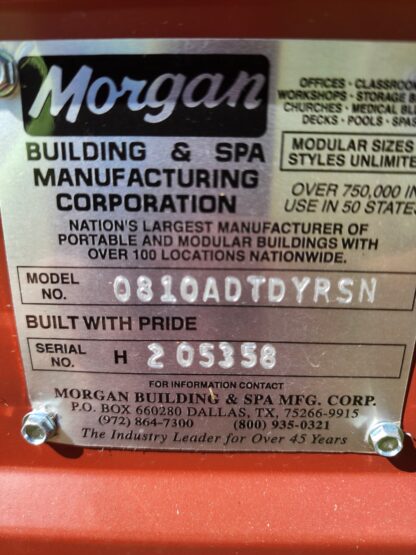 Morgan
BUILDING & SPA
MANUFACTURING
CORPORATION
OFFICES · CLASSROOM
WORKSHOPS · STORAGE B
CHURCHES · MEDICAL BL
DECKS · POOLS · SPAS
MODULAR SIZES
STYLES UNLIMITE
OVER 750,000 IN
USE IN 50 STATE
NATION'S LARGEST MANUFACTURER OF
PORTABLE AND MODULAR BUILDINGS WITH
OVER 100 LOCATIONS NATIONWIDE.
MODEL NO. 0810ADTDYRSN
BUILT WITH PRIDE
SERIAL NO. H 205358
FOR INFORMATION CONTACT
MORGAN BUILDING & SPA MFG. CORP.
P.O. BOX 660280 DALLAS, TX, 75266-9915
(972) 864-7300 (800) 935-0321
The Industry Leader for Over 45 Years